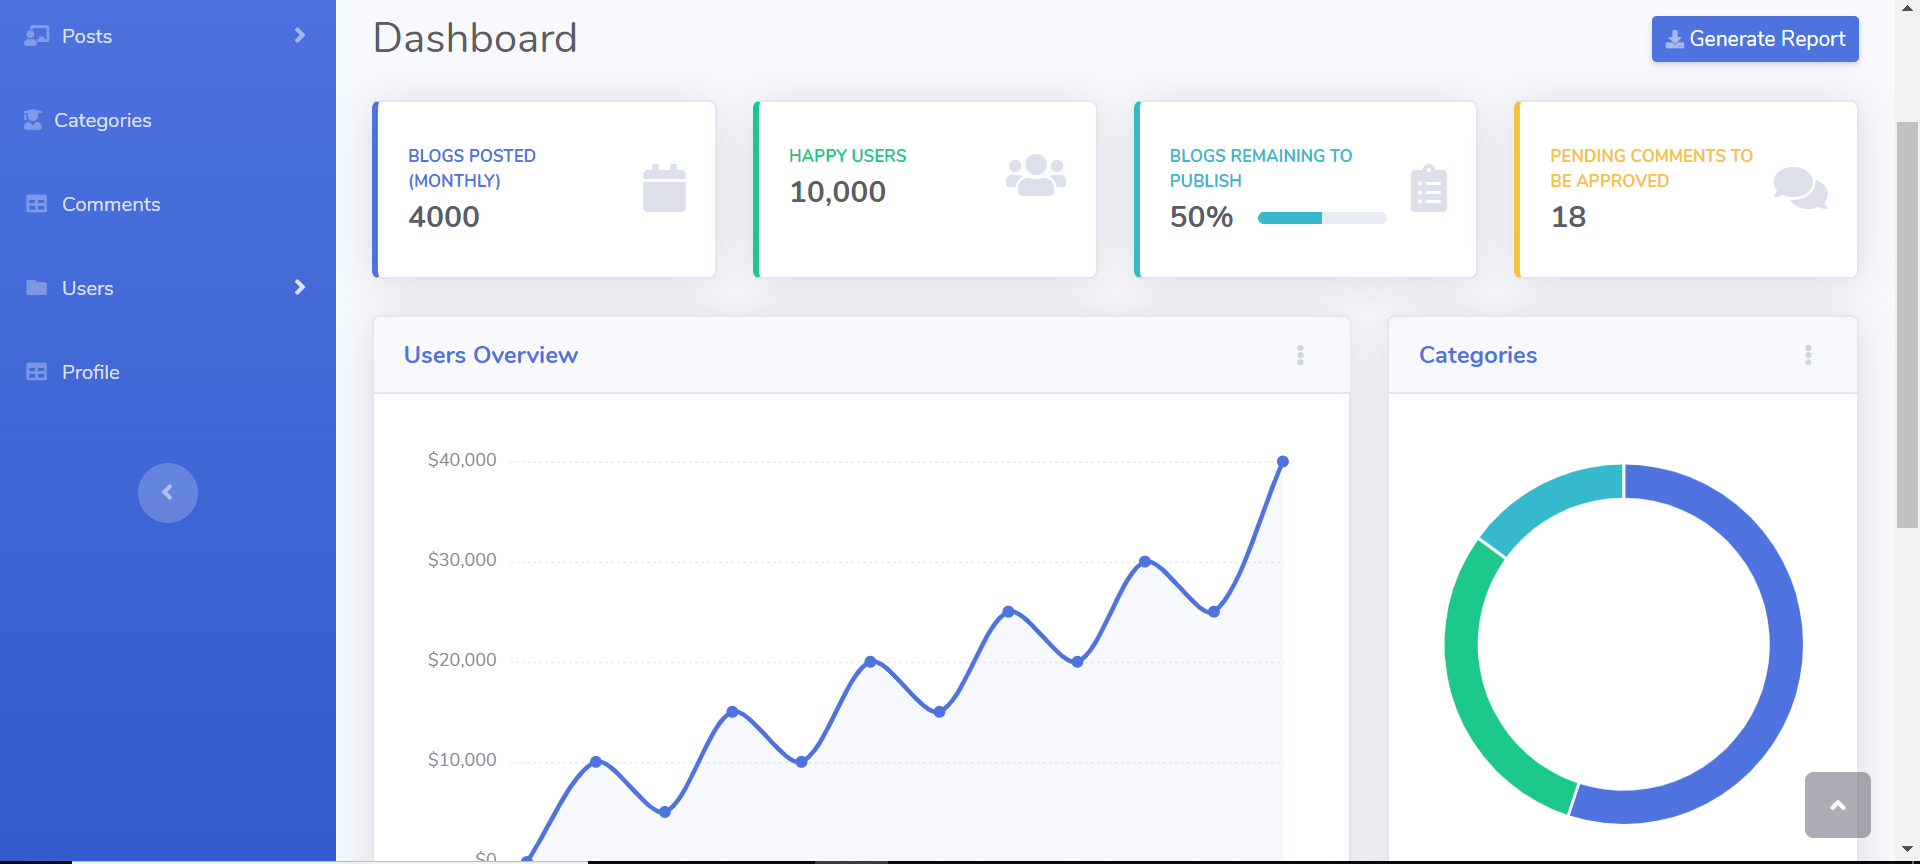 Posts
Categories
Comments
Users
Profile
Dashboard
Generate Report
BLOGS POSTED
(MONTHLY)
4000
HAPPY USERS
10,000
BLOGS REMAINING TO
PUBLISH
50%
PENDING COMMENTS TO
BE APPROVED
18
Users Overview
$40,000
$30,000
$20,000
$10,000
$0
Categories